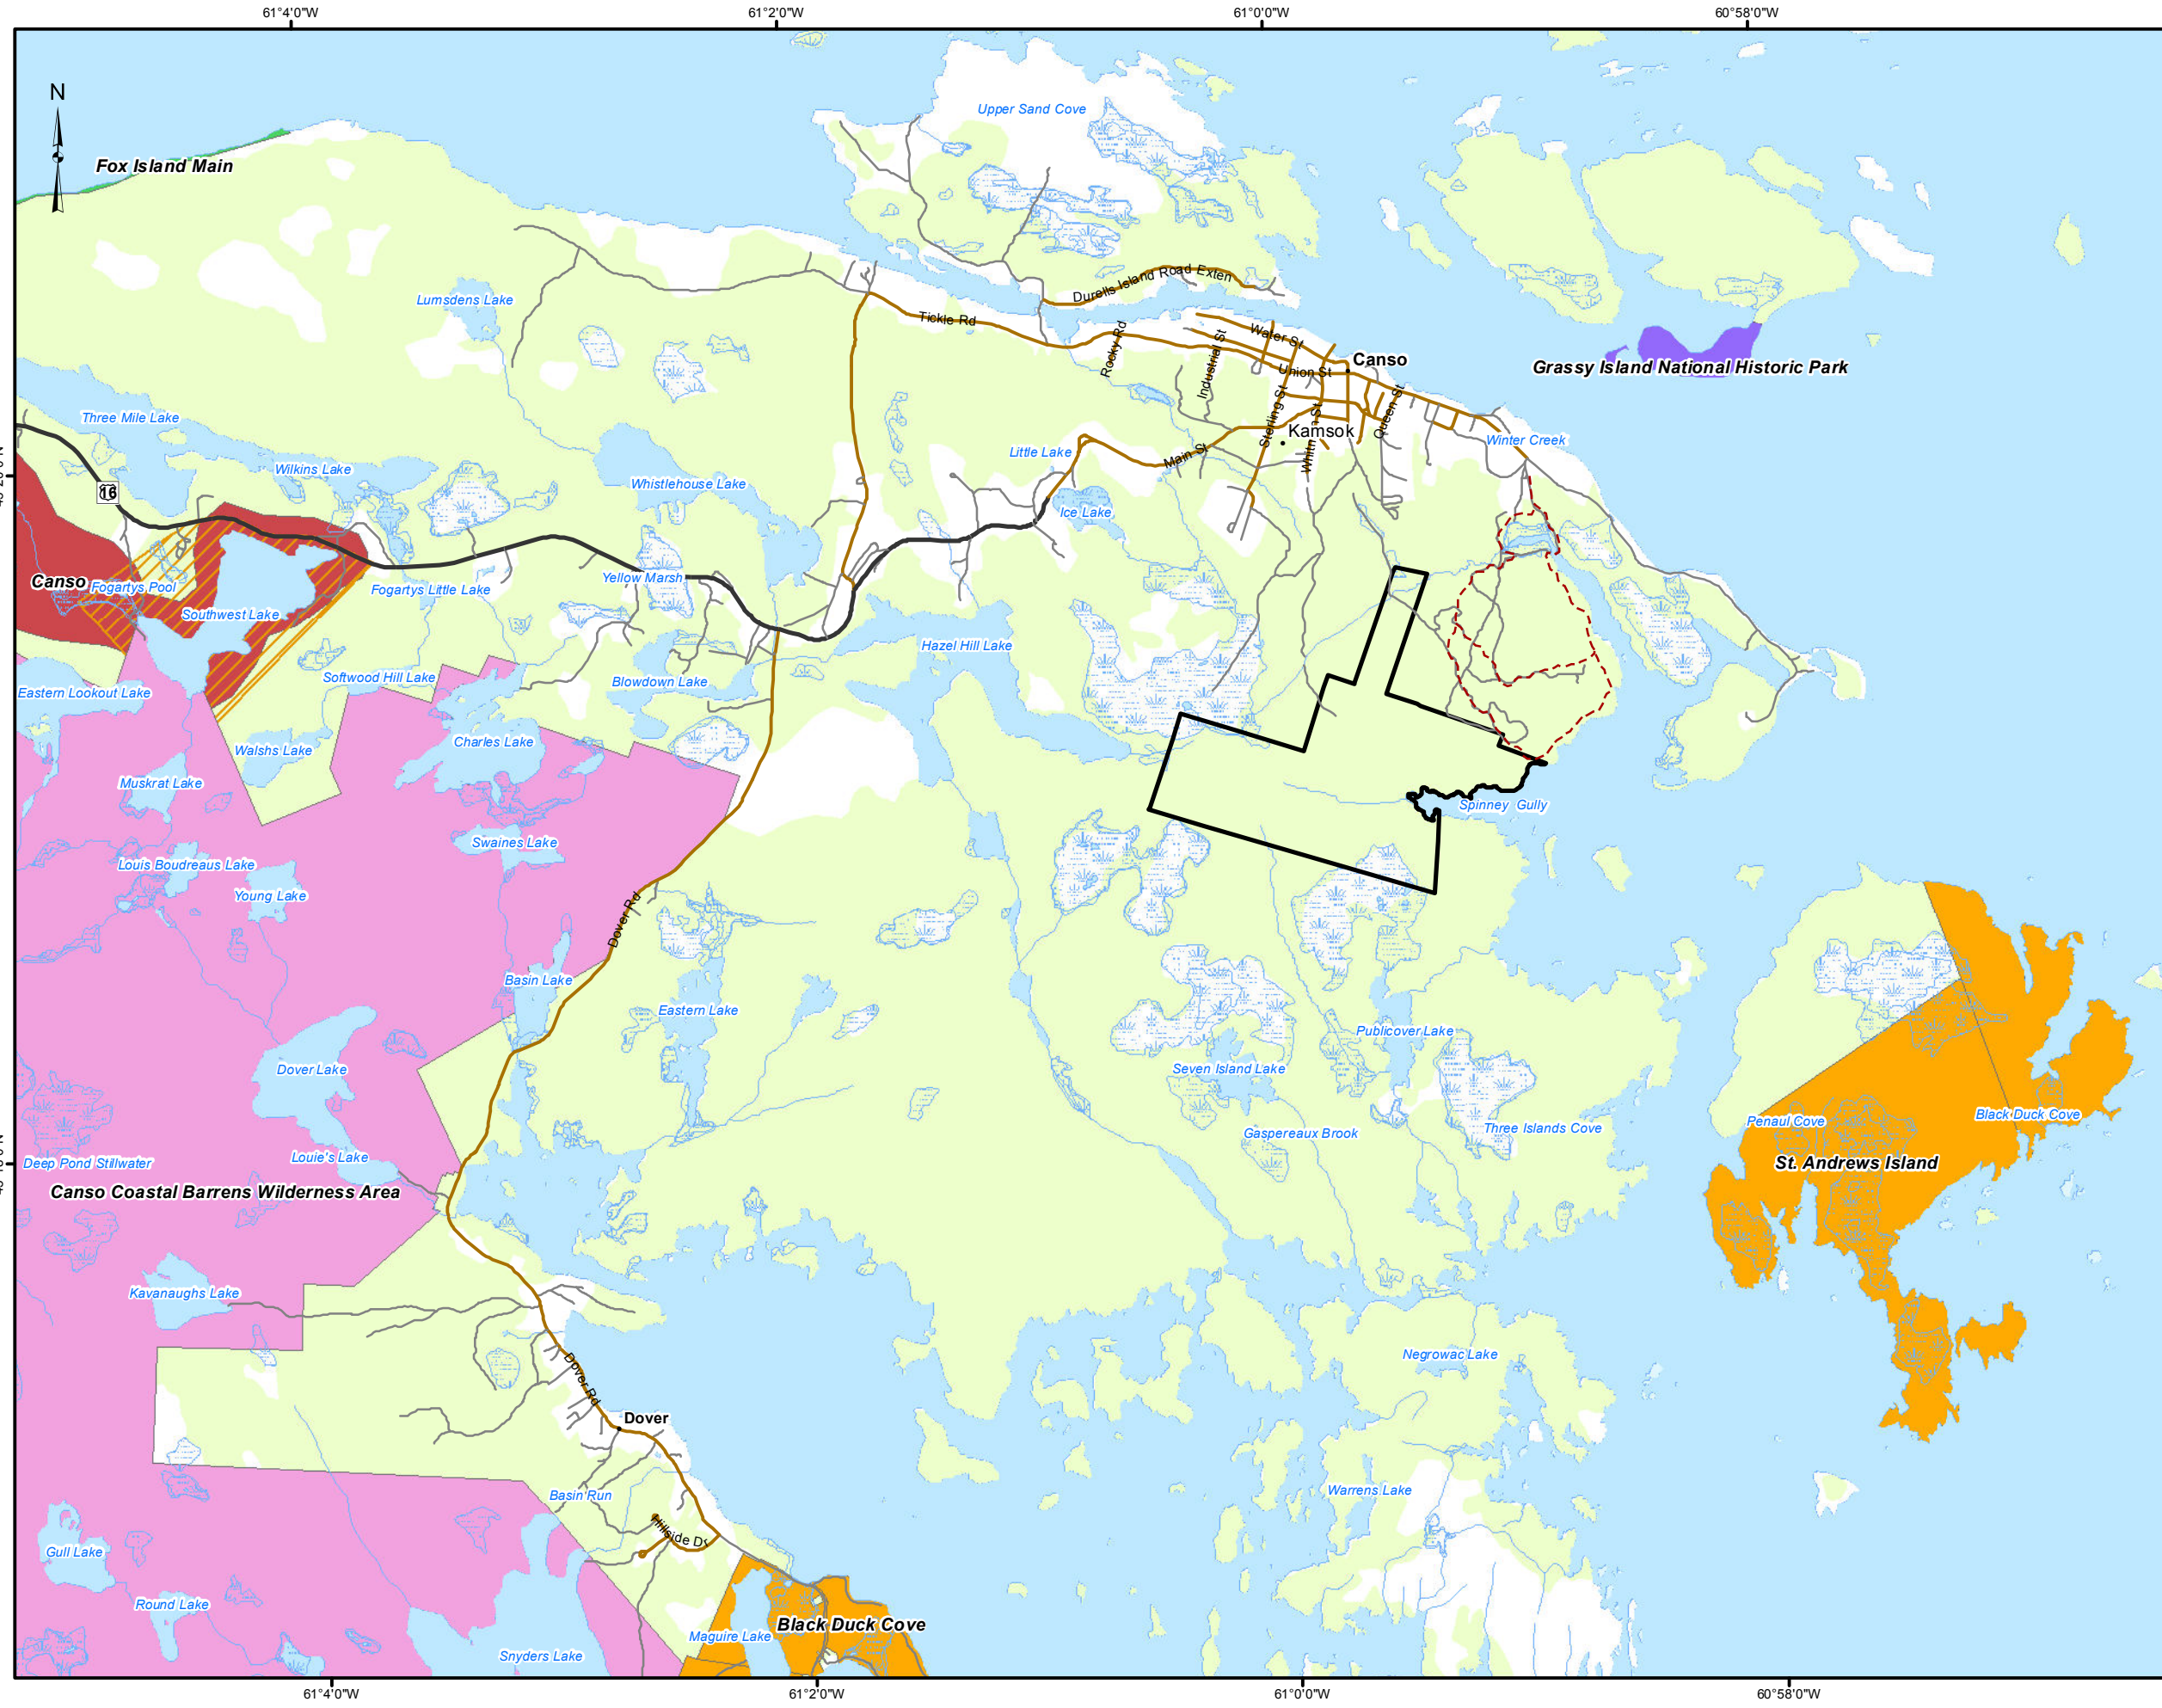 61°4'0"W
61°2'0"W
61°0'0"W
60°58'0"W
N
Upper Sand Cove
Fox Island Main
Lumsdens Lake
Durells Island Road Exten
Tickle Rd
Rocky Rd
Industrial St
Water St
Union St
Canso
Grassy Island National Historic Park
Three Mile Lake
Sterling St
Queen St
Kamsok
Winter Creek
Little Lake
Main St
Wilkins Lake
Whistlehouse Lake
16
Ice Lake
Canso
Fogartys Pool
Yellow Marsh
Fogartys Little Lake
Southwest Lake
Hazel Hill Lake
Softwood Hill Lake
Blowdown Lake
Eastern Lookout Lake
Walshs Lake
Charles Lake
Muskrat Lake
Spinney Gully
Swaines Lake
Louis Boudreaus Lake
Young Lake
Dover Rd
Basin Lake
Eastern Lake
Publicover Lake
Dover Lake
Seven Island Lake
Penaul Cove
Black Duck Cove
Gaspereaux Brook
Three Islands Cove
Louie's Lake
Deep Pond Stillwater
St. Andrews Island
Canso Coastal Barrens Wilderness Area
Kavanaughs Lake
Negrowac Lake
Dover Rd
Dover
Basin Run
Warrens Lake
Hillside Dr
Gull Lake
Round Lake
Black Duck Cove
Maguire Lake
Snyders Lake
61°4'0"W
61°2'0"W
61°0'0"W
60°58'0"W